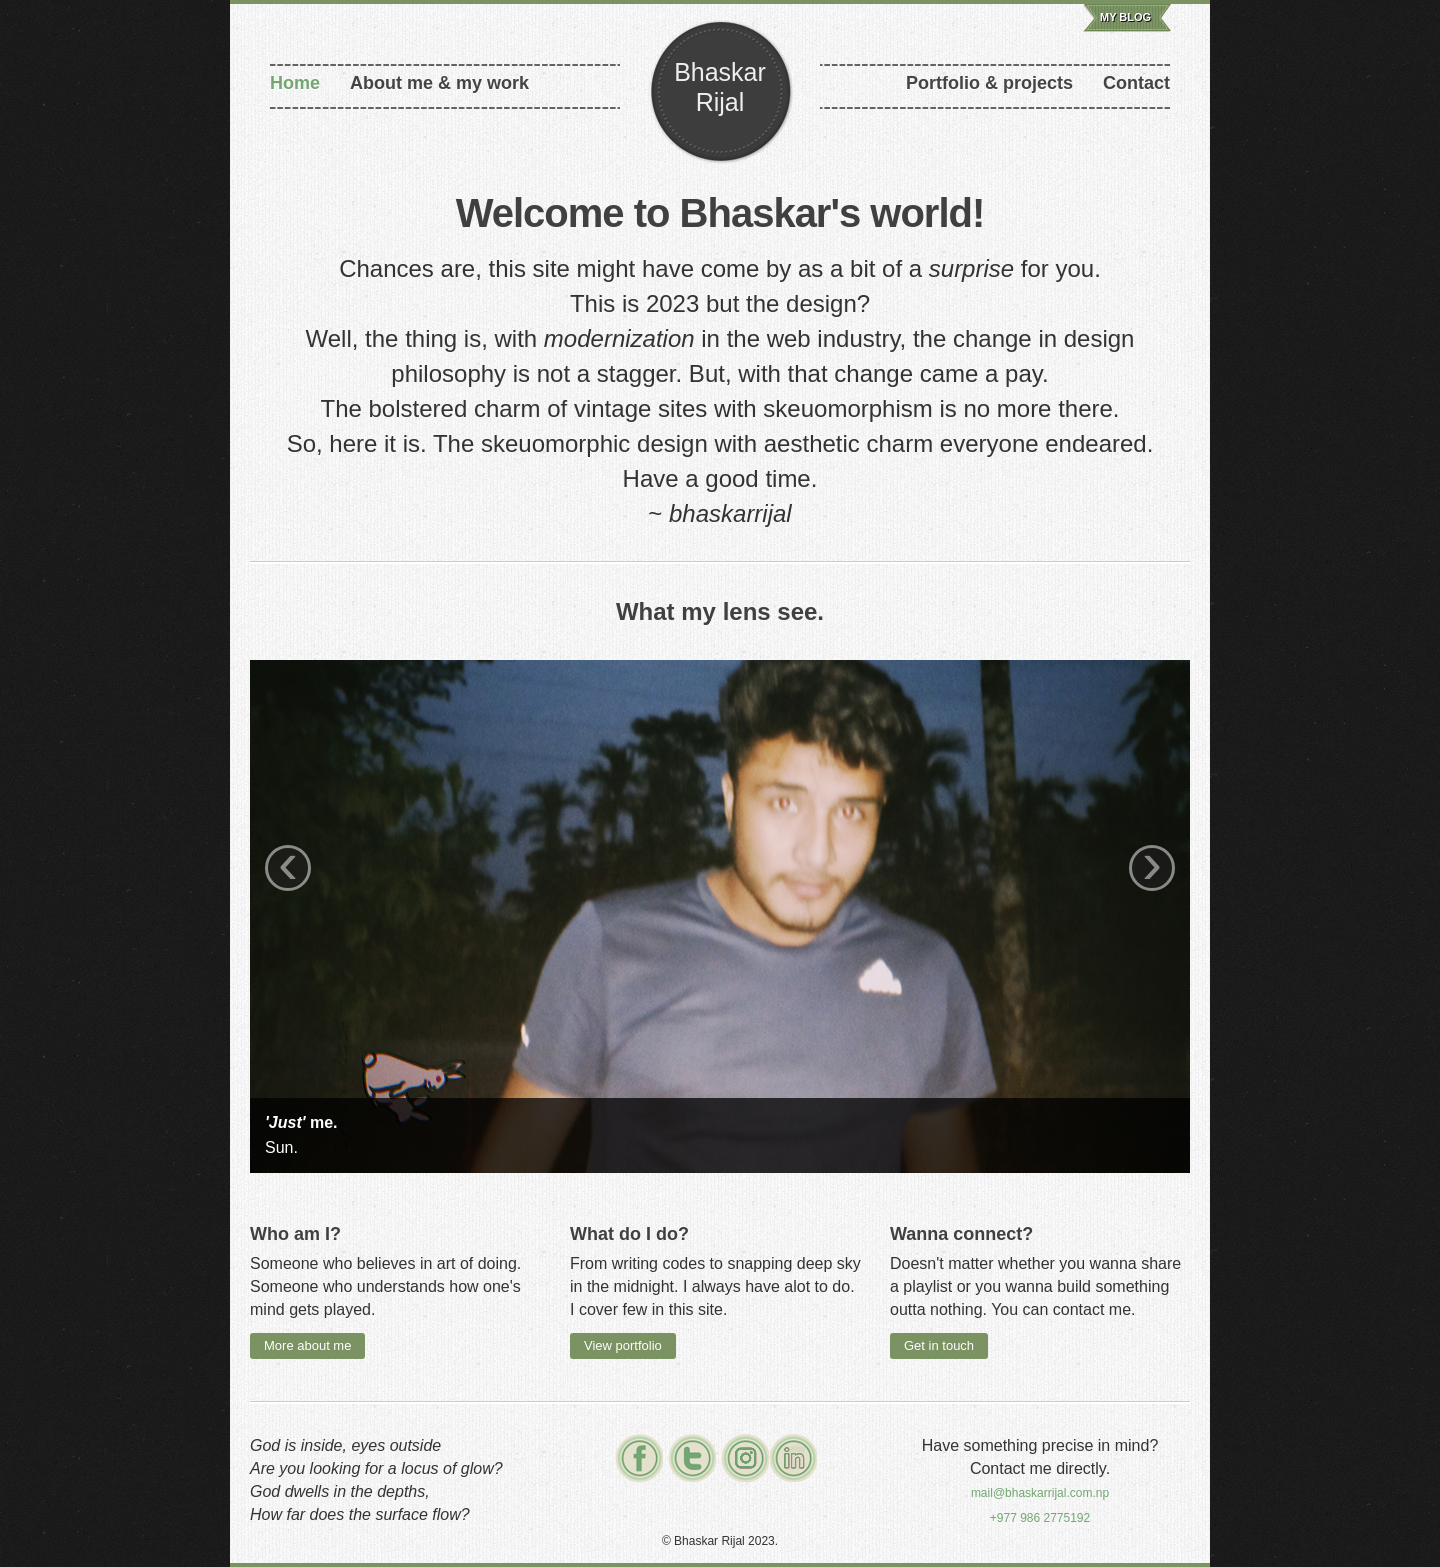 MY BLOG
Home
About me & my work
Bhaskar
Rijal
Portfolio & projects
Contact
Welcome to Bhaskar's world!
Chances are, this site might have come by as a bit of a surprise for you.
This is 2023 but the design?
Well, the thing is, with modernization in the web industry, the change in design
philosophy is not a stagger. But, with that change came a pay.
The bolstered charm of vintage sites with skeuomorphism is no more there.
So, here it is. The skeuomorphic design with aesthetic charm everyone endeared.
Have a good time.
~ bhaskarrijal
What my lens see.
'Just' me.
Sun.
Who am I?
Someone who believes in art of doing.
Someone who understands how one's
mind gets played.
More about me
What do I do?
From writing codes to snapping deep sky
in the midnight. I always have alot to do.
I cover few in this site.
View portfolio
Wanna connect?
Doesn't matter whether you wanna share
a playlist or you wanna build something
outta nothing. You can contact me.
Get in touch
God is inside, eyes outside
Are you looking for a locus of glow?
God dwells in the depths,
How far does the surface flow?
Have something precise in mind?
Contact me directly.
mail@bhaskarrijal.com.np
+977 986 2775192
© Bhaskar Rijal 2023.